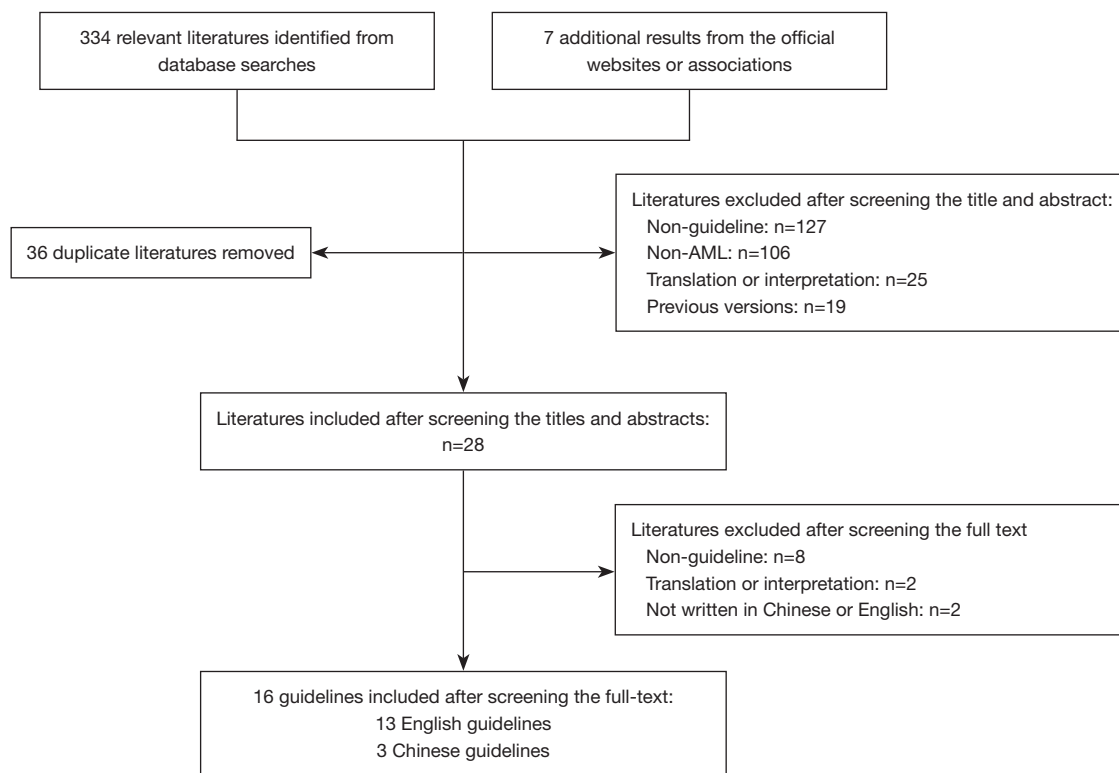 334 relevant literatures identified from
database searches
7 additional results from the official
websites or associations
36 duplicate literatures removed
Literatures excluded after screening the title and abstract:
Non-guideline: n=127
Non-AML: n=106
Translation or interpretation: n=25
Previous versions: n=19
Literatures included after screening the titles and abstracts:
n=28
Literatures excluded after screening the full text
Non-guideline: n=8
Translation or interpretation: n=2
Not written in Chinese or English: n=2
16 guidelines included after screening the full-text:
13 English guidelines
3 Chinese guidelines